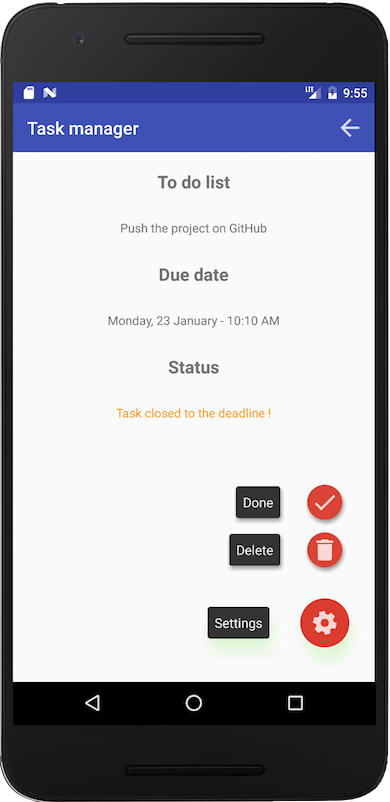 LTE 9:55
Task manager
To do list
Push the project on GitHub
Due date
Monday, 23 January - 10:10 AM
Status
Task closed to the deadline !
Done
Delete
Settings